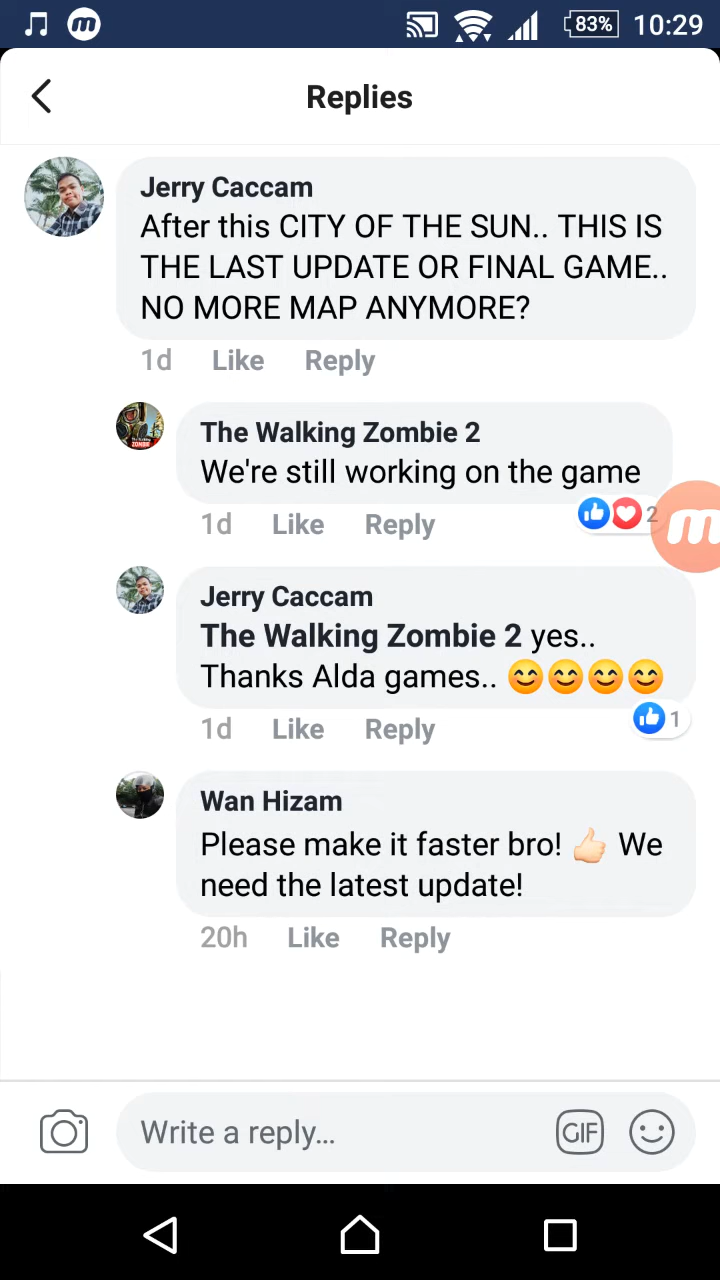 m
83%
10:29
Replies
Jerry Caccam
After this CITY OF THE SUN.. THIS IS
THE LAST UPDATE OR FINAL GAME..
NO MORE MAP ANYMORE?
1d Like Reply
The Walking Zombie 2
We're still working on the game
1d Like Reply
2
m
Jerry Caccam
The Walking Zombie 2 yes..
Thanks Alda games.. 😊😊😊😊
1d Like Reply
1
Wan Hizam
Please make it faster bro! 👍🏻 We
need the latest update!
20h Like Reply
Write a reply...
GIF